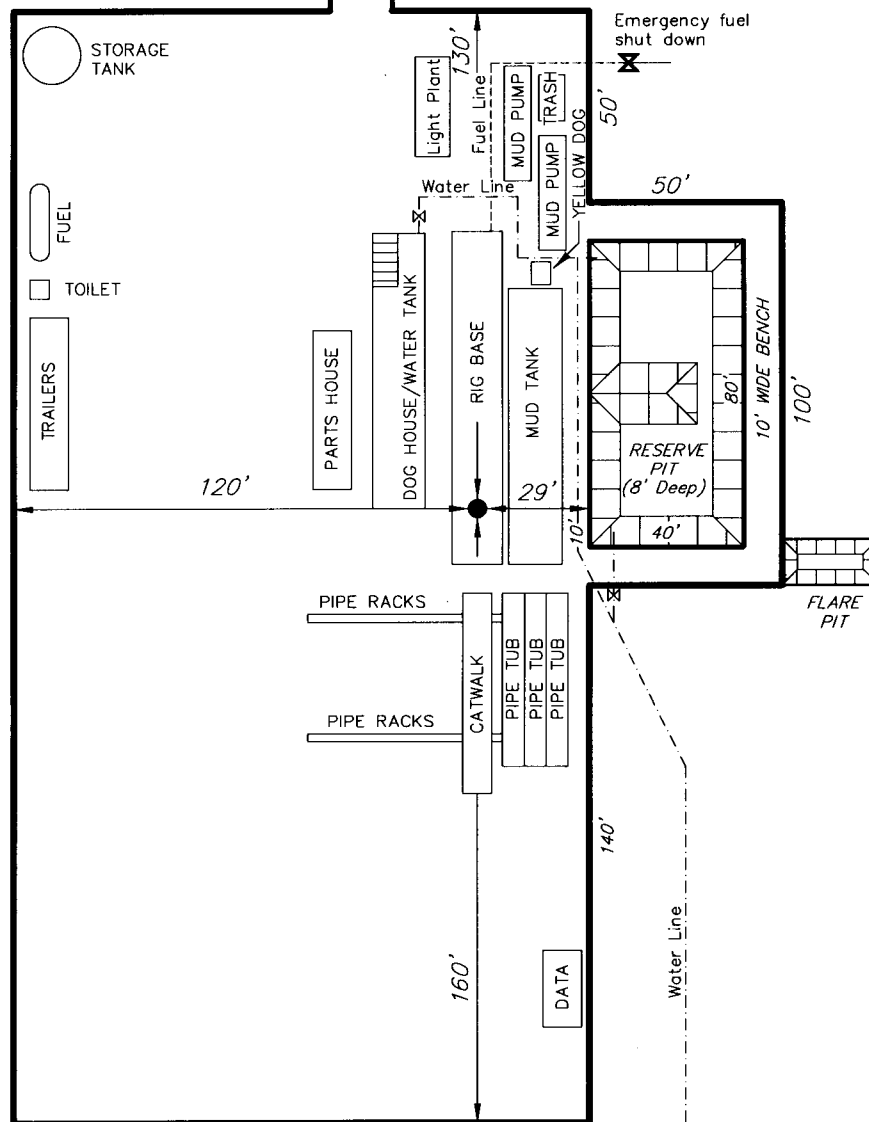 STORAGE
TANK
130'
Light Plant
Fuel Line
MUD PUMP
TRASH
Emergency fuel
shut down
50'
MUD PUMP
YELLOW DOG
Water Line
50'
FUEL
TOILET
TRAILERS
PARTS HOUSE
DOG HOUSE/WATER TANK
RIG BASE
MUD TANK
80'
10' WIDE BENCH
100'
RESERVE
PIT
(8' Deep)
120'
29'
10'
40'
FLARE
PIT
PIPE RACKS
CATWALK
PIPE TUB
PIPE TUB
PIPE TUB
PIPE RACKS
140'
160'
DATA
Water Line